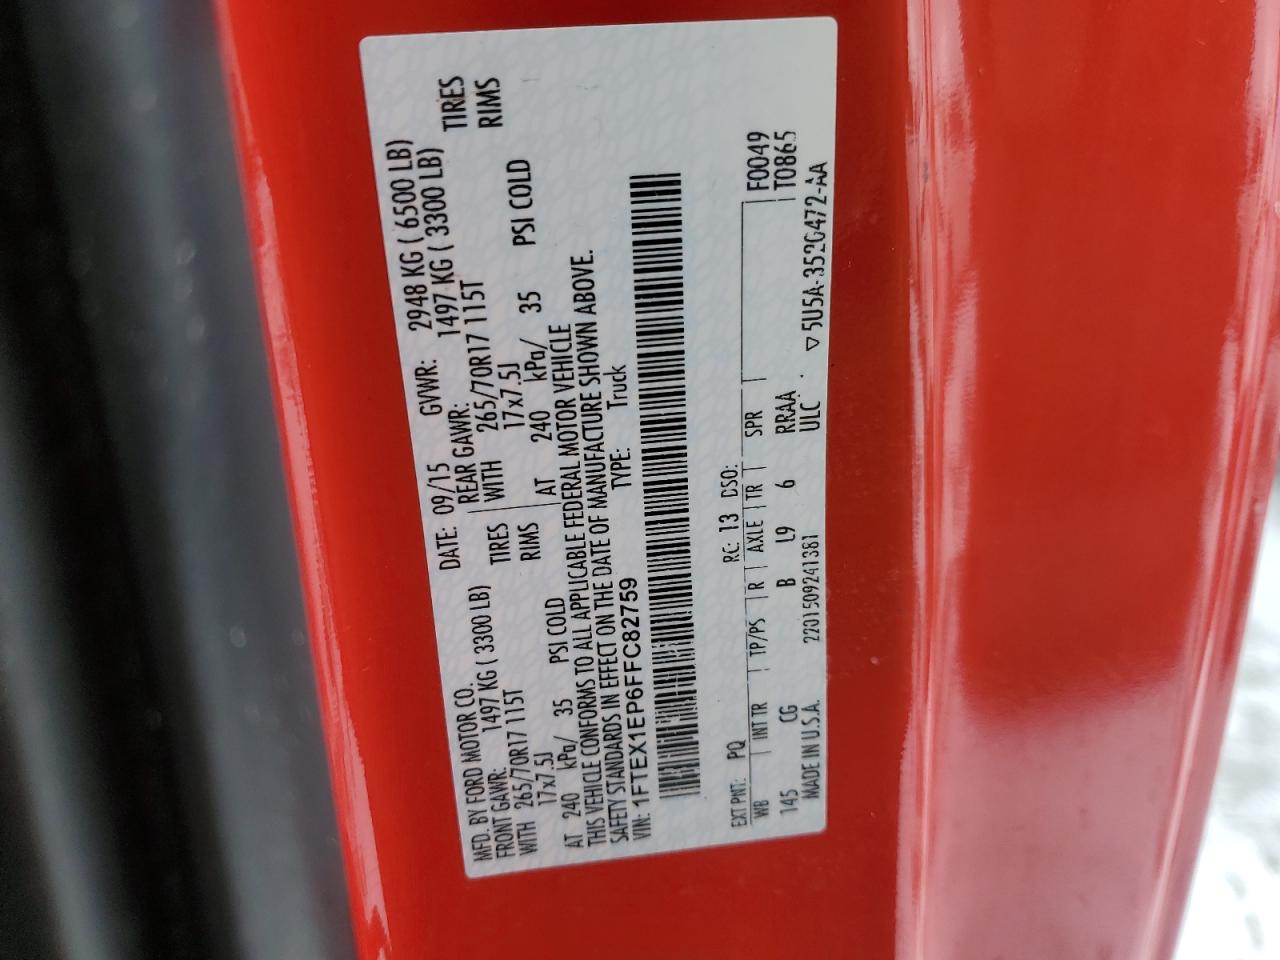 MFD. BY FORD MOTOR CO. DATE: 09/15 GVWR: 2948 KG ( 6500 LB)
FRONT GAWR: 1497 KG ( 3300 LB) REAR GAWR: 1497 KG ( 3300 LB)
WITH 265/70R17 115T TIRES WITH 265/70R17 115T TIRES
17x7.5J RIMS 17x7.5J RIMS
AT 240 kPa/ 35 PSI COLD AT 240 kPa/ 35 PSI COLD
THIS VEHICLE CONFORMS TO ALL APPLICABLE FEDERAL MOTOR VEHICLE
SAFETY STANDARDS IN EFFECT ON THE DATE OF MANUFACTURE SHOWN ABOVE.
VIN: 1FTEX1EP6FFC82759 TYPE: Truck
EXT PNT: PQ RC: 13 DSO: F0049
WB INT TR TP/PS R AXLE TR SPR T0865
145 CG B L9 6 RRAA
MADE IN U.S.A. 2201509241381 ULC ▽5U5A-3520472-AA